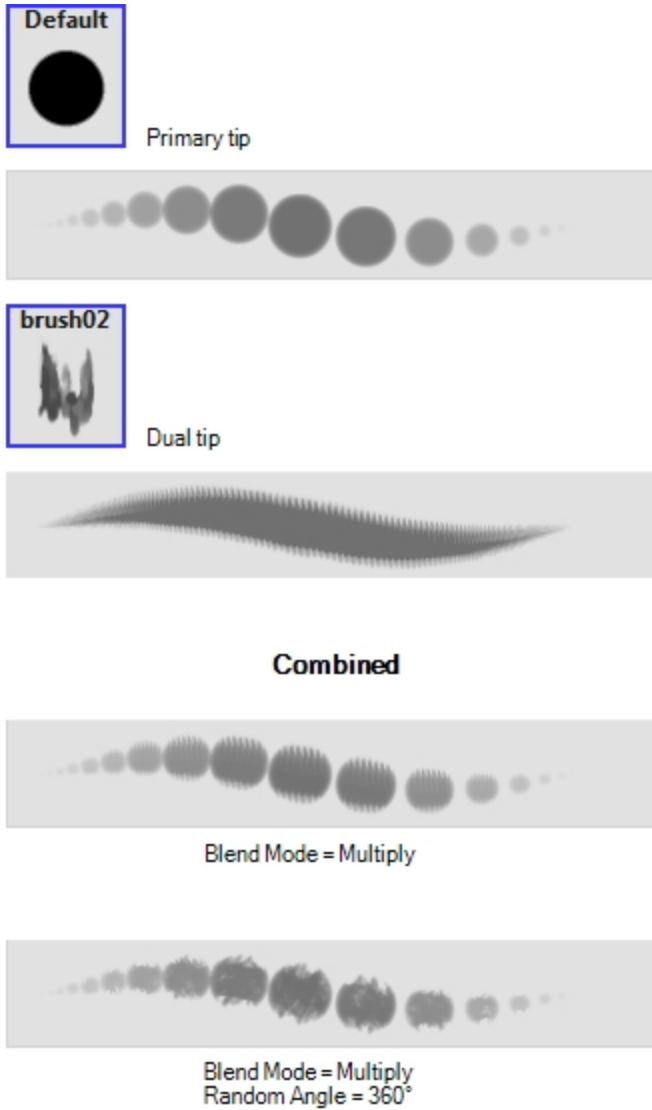 Default
Primary tip
brush02
Dual tip
Combined
Blend Mode = Multiply
Blend Mode = Multiply
Random Angle = 360°